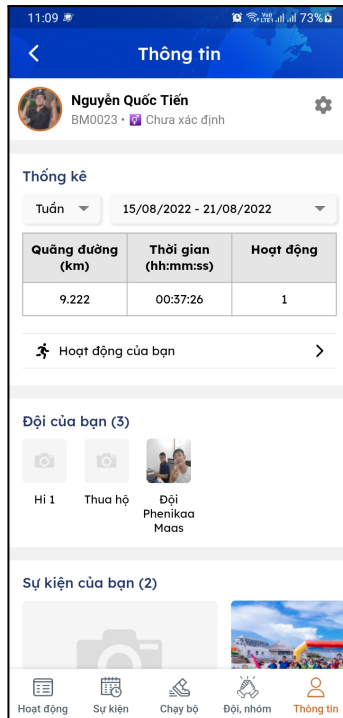 11:09
73%
Thông tin
Nguyễn Quốc Tiến
BM0023 • Chưa xác định
Thống kê
Tuần
15/08/2022 - 21/08/2022
Quãng đường (km)
Thời gian (hh:mm:ss)
Hoạt động
9.222
00:37:26
1
Hoạt động của bạn
Đội của bạn (3)
Hi 1
Thua hộ
Đội
Phenikaa
Maas
Sự kiện của bạn (2)
Hoạt động
Sự kiện
Chạy bộ
Đội, nhóm
Thông tin